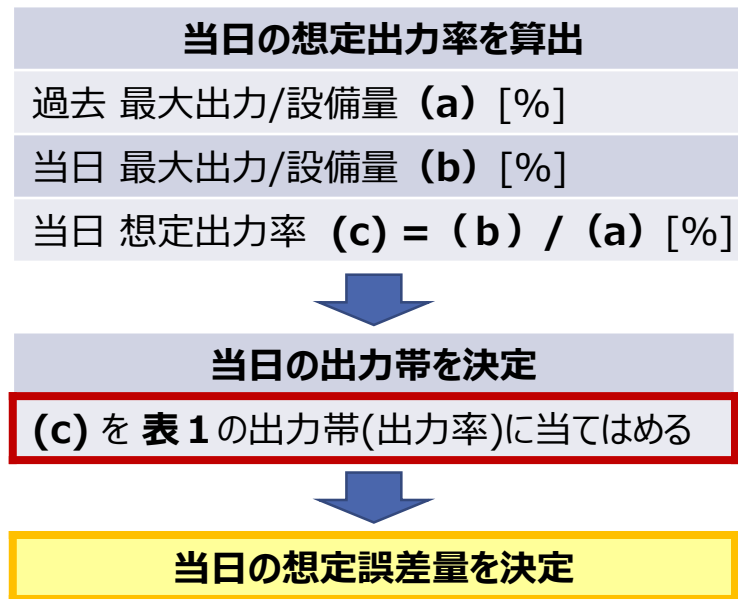 当日の想定出力率を算出
過去 最大出力/設備量（a）[%]
当日 最大出力/設備量（b）[%]
当日 想定出力率 (c) =（b）/（a）[%]
当日の出力帯を決定
(c) を 表１の出力帯(出力率)に当てはめる
当日の想定誤差量を決定